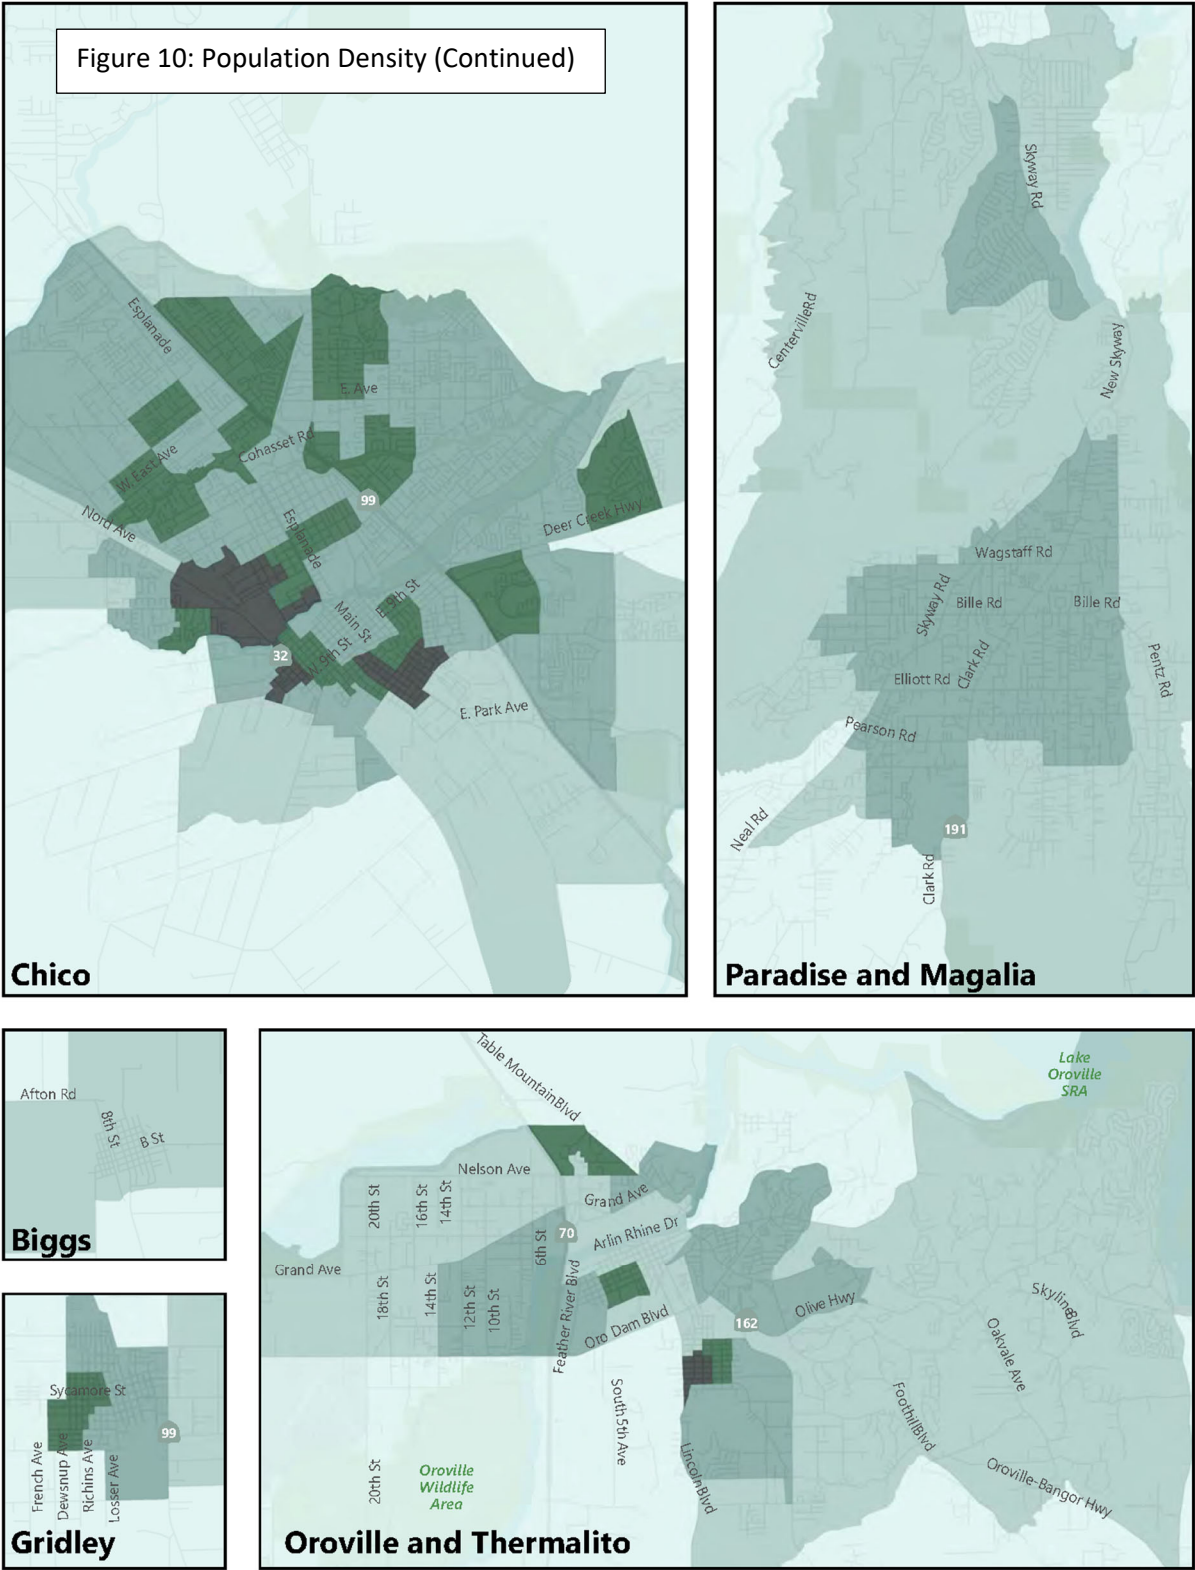 Figure 10: Population Density (Continued)
Esplanade
E. Ave
Cohasset Rd
W. East Ave
99
Nord Ave
Esplanade
Deer Creek Hwy
E. 9th St
Main St
W. 9th St
32
E. Park Ave
Chico
Skyway Rd
Centerville Rd
New Skyway
Wagstaff Rd
Skyway Rd
Bille Rd
Bille Rd
Clark Rd
Elliott Rd
Pentz Rd
Pearson Rd
Neal Rd
191
Clark Rd
Paradise and Magalia
Afton Rd
8th St
B St
Biggs
Sycamore St
99
French Ave
Dewsnup Ave
Richins Ave
Losser Ave
Gridley
Table Mountain Blvd
Lake
Oroville
SRA
Nelson Ave
20th St
16th St
14th St
Grand Ave
70
Arlin Rhine Dr
6th St
Grand Ave
18th St
14th St
12th St
10th St
Feather River Blvd
Oro Dam Blvd
162
Olive Hwy
Skyline Blvd
Oakvale Ave
South 5th Ave
Foothill Blvd
Lincoln Blvd
20th St
Oroville
Wildlife
Area
Oroville-Bangor Hwy
Oroville and Thermalito